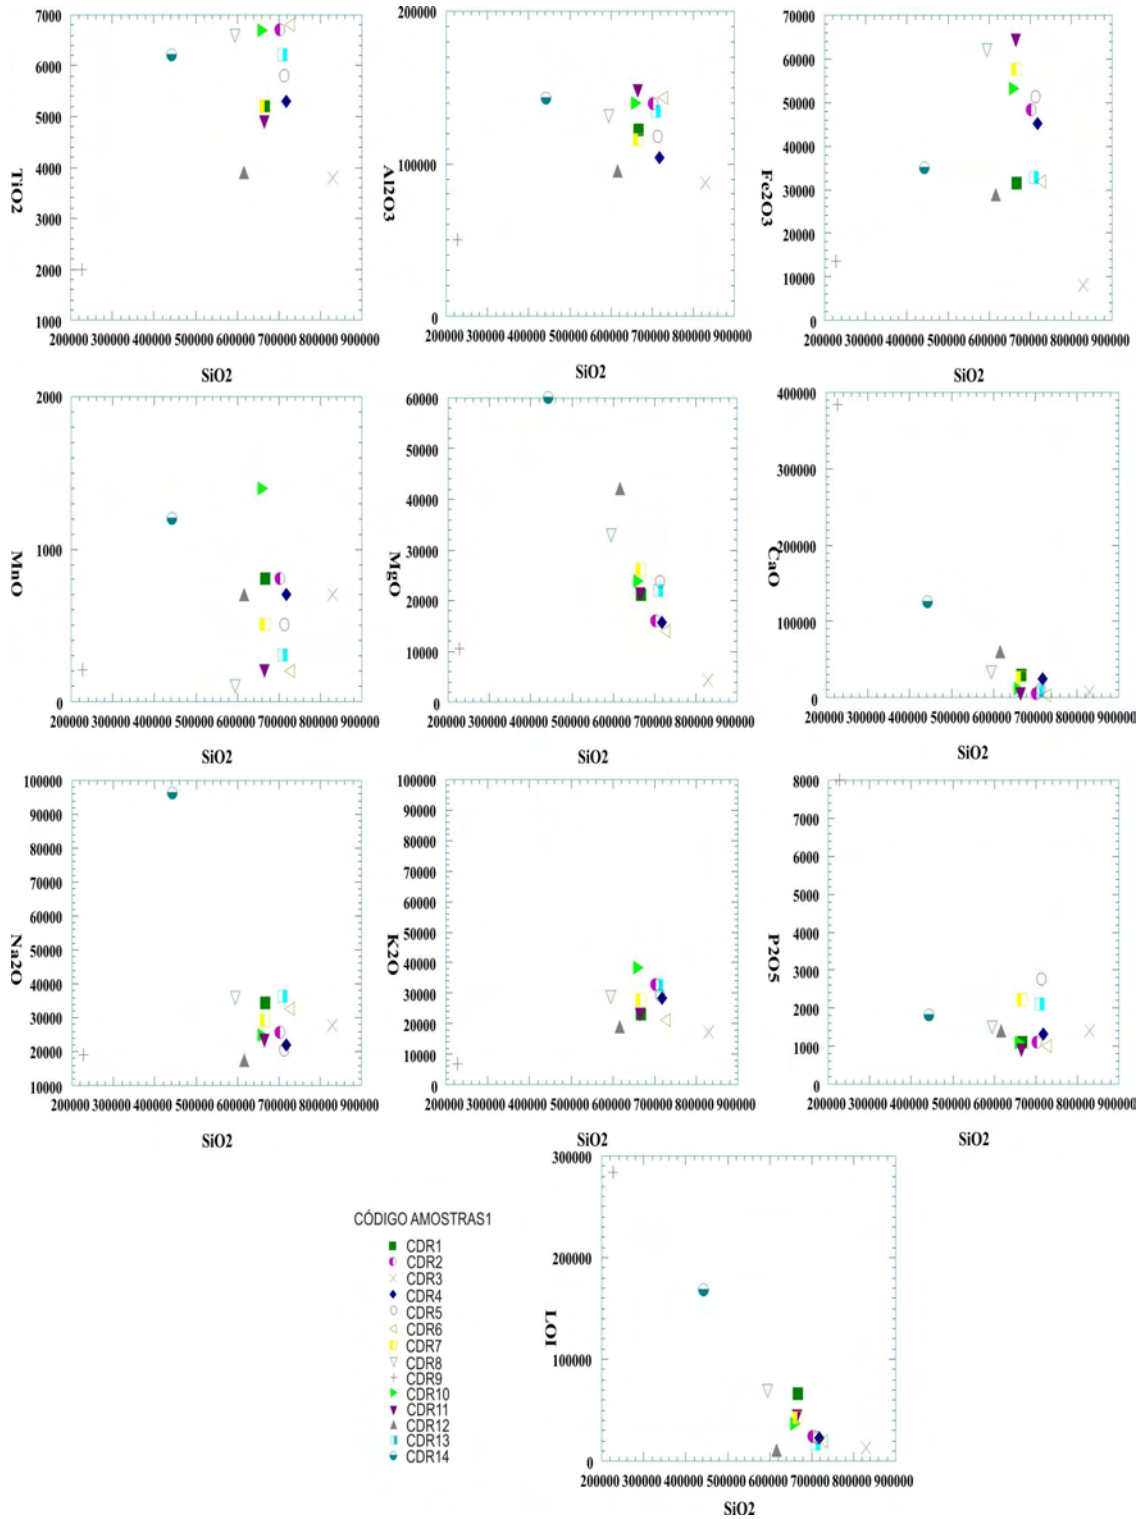 7000
6000
5000
4000
3000
2000
1000
TiO2
200000 300000 400000 500000 600000 700000 800000 900000
SiO2
200000
100000
0
Al2O3
200000 300000 400000 500000 600000 700000 800000 900000
SiO2
70000
60000
50000
40000
30000
20000
10000
0
Fe2O3
200000 300000 400000 500000 600000 700000 800000 900000
SiO2
2000
1000
0
MnO
200000 300000 400000 500000 600000 700000 800000 900000
SiO2
60000
50000
40000
30000
20000
10000
0
MgO
200000 300000 400000 500000 600000 700000 800000 900000
SiO2
400000
300000
200000
100000
0
CaO
200000 300000 400000 500000 600000 700000 800000 900000
SiO2
100000
90000
80000
70000
60000
50000
40000
30000
20000
10000
Na2O
200000 300000 400000 500000 600000 700000 800000 900000
SiO2
100000
90000
80000
70000
60000
50000
40000
30000
20000
10000
0
K2O
200000 300000 400000 500000 600000 700000 800000 900000
SiO2
8000
7000
6000
5000
4000
3000
2000
1000
0
P2O5
200000 300000 400000 500000 600000 700000 800000 900000
SiO2
CÓDIGO AMOSTRAS1
CDR1
CDR2
CDR3
CDR4
CDR5
CDR6
CDR7
CDR8
CDR9
CDR10
CDR11
CDR12
CDR13
CDR14
300000
200000
100000
0
LOI
200000 300000 400000 500000 600000 700000 800000 900000
SiO2